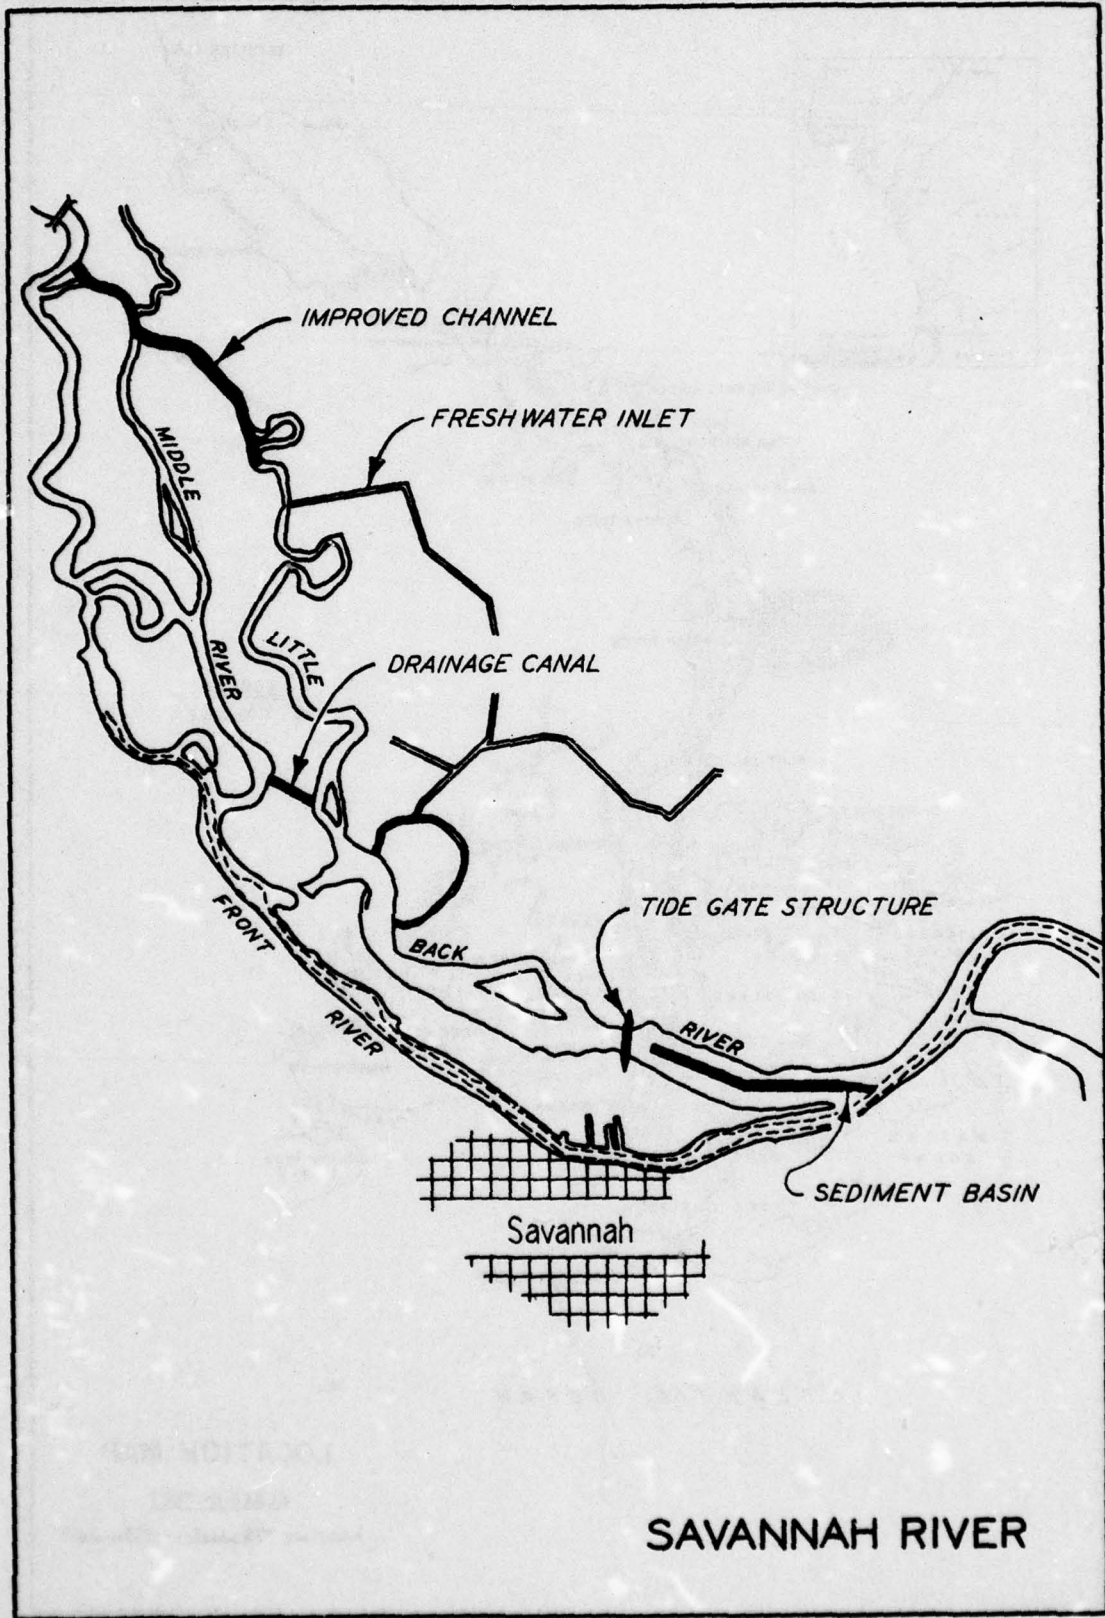 IMPROVED CHANNEL
FRESHWATER INLET
MIDDLE
RIVER
LITTLE
DRAINAGE CANAL
TIDE GATE STRUCTURE
FRONT
RIVER
BACK
RIVER
SEDIMENT BASIN
Savannah
SAVANNAH RIVER